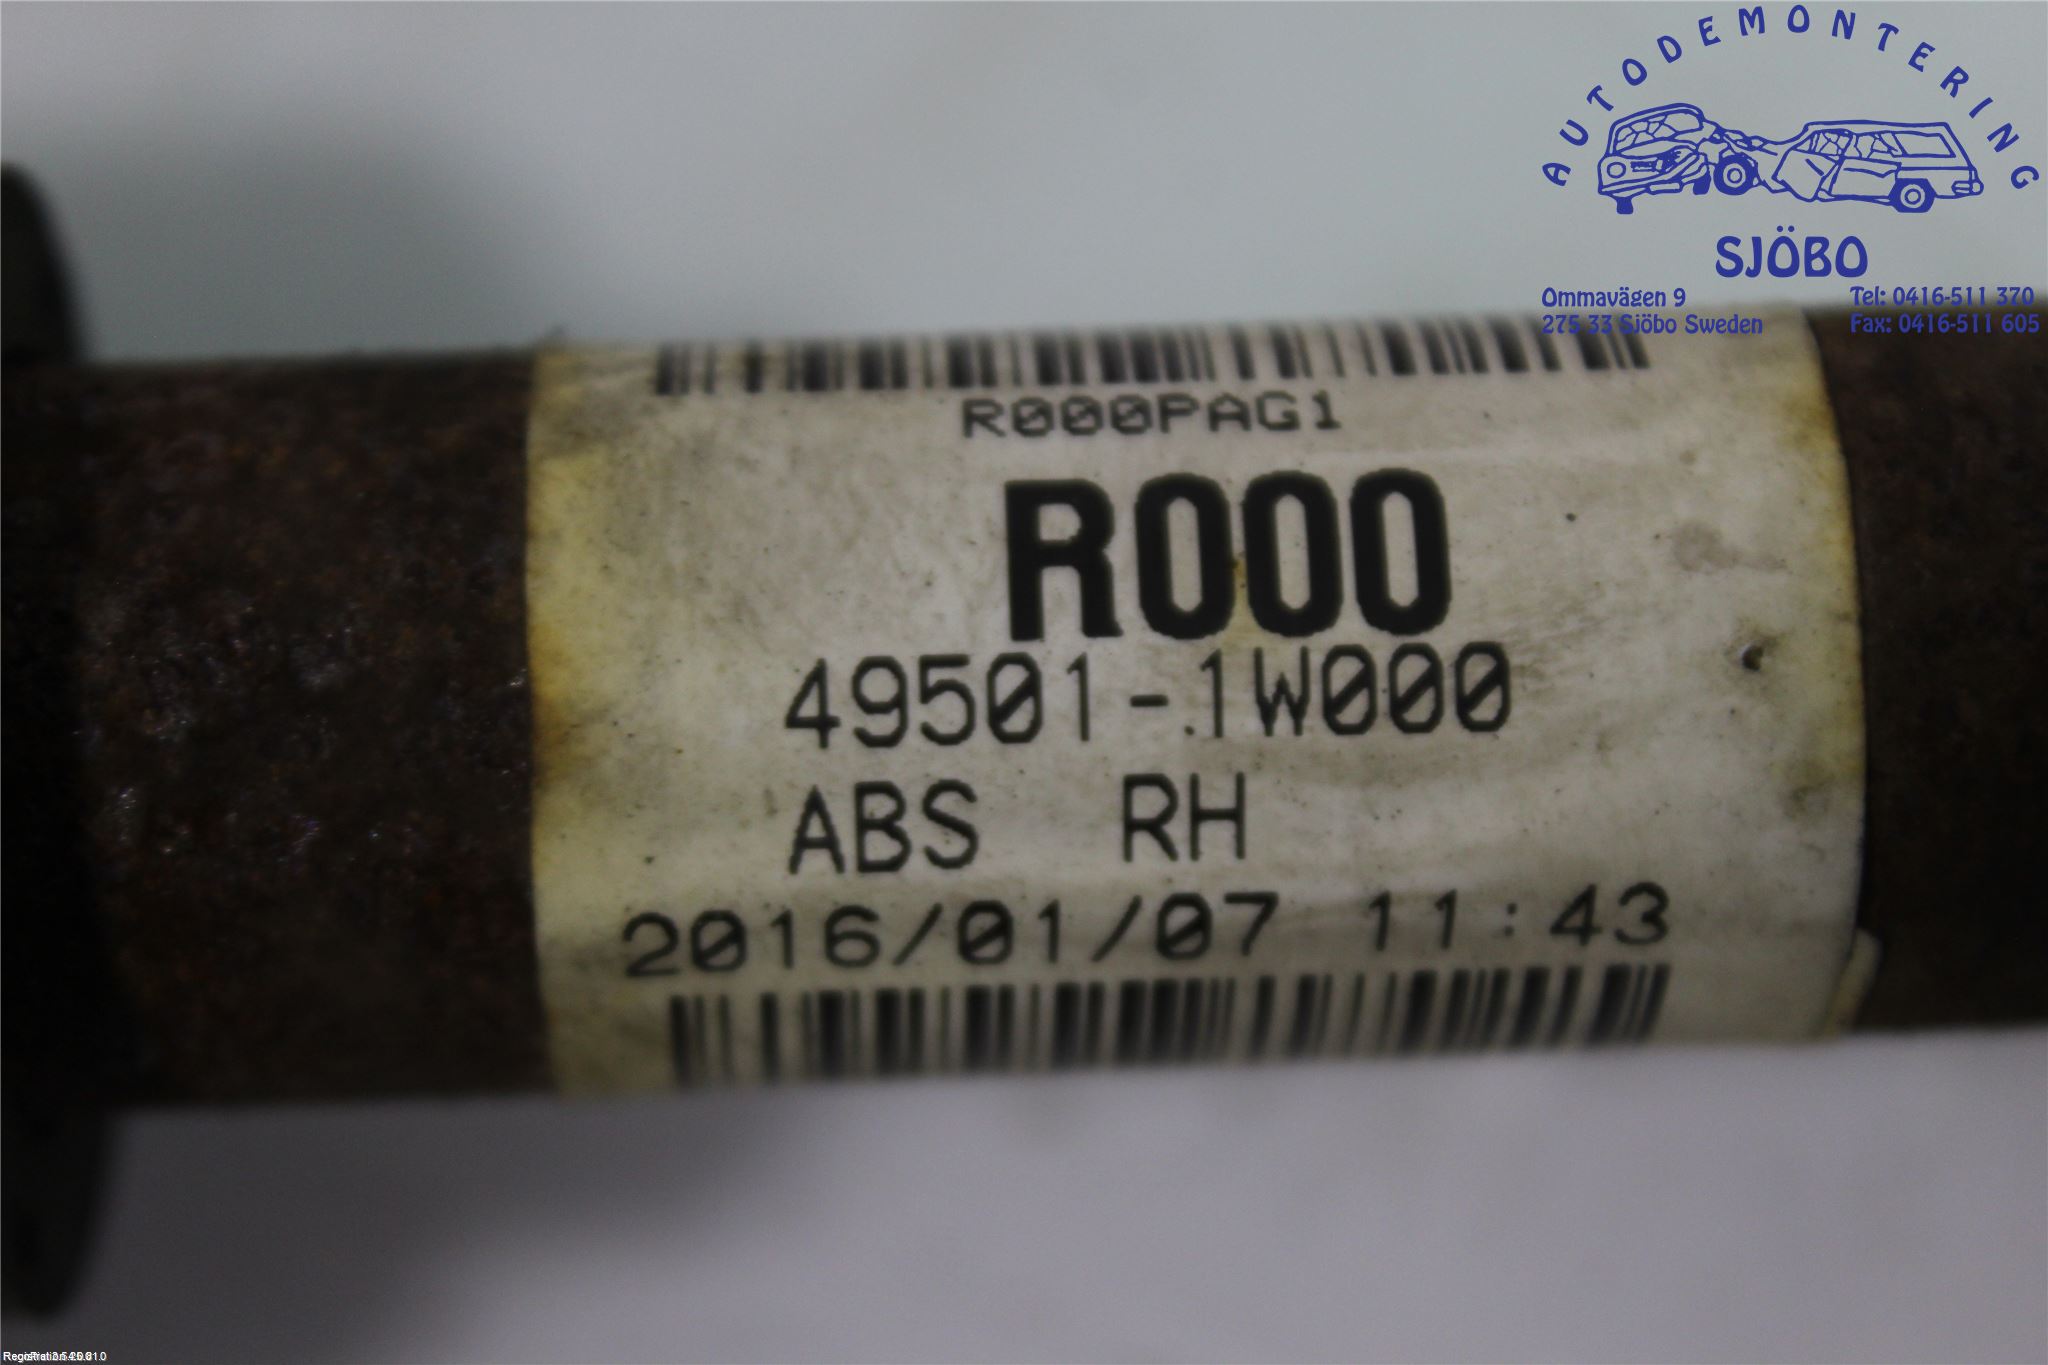 AUTODEMONTERING
SJÖBO
Ommavägen 9
Tel: 0416-511 370
275 33 Sjöbo Sweden
Fax: 0416-511 605
R000PAG1
R000
49501-1W000
ABS RH
2016/01/07 11:43